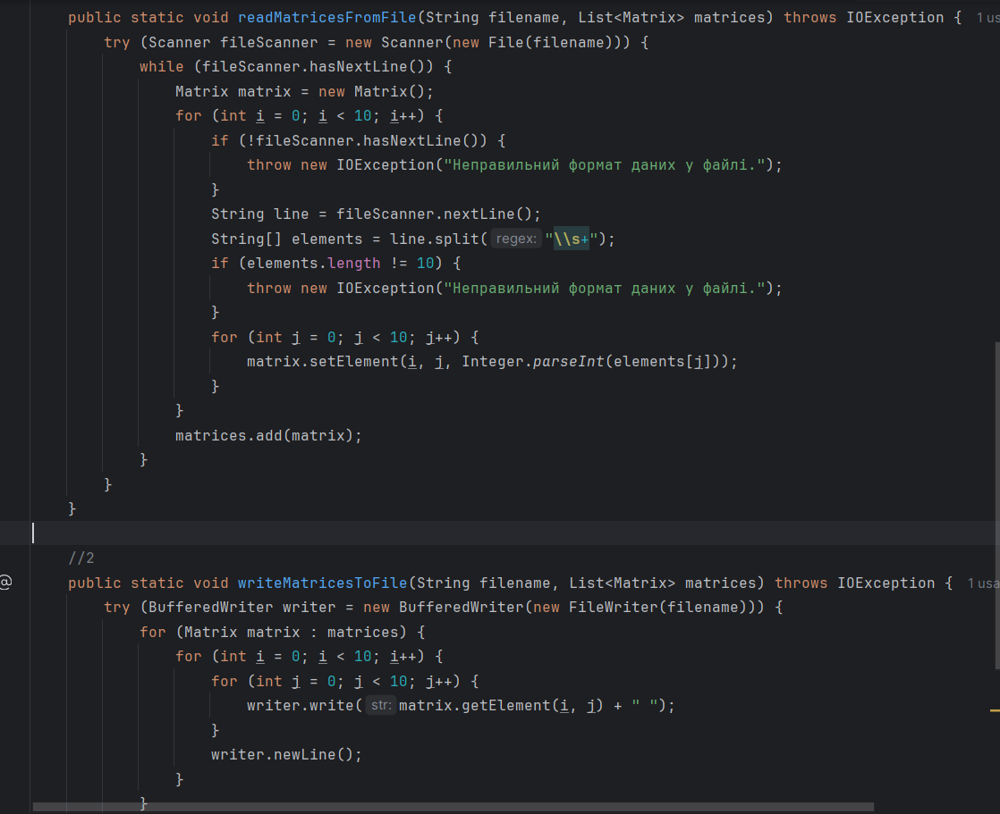 public static void readMatricesFromFile(String filename, List<Matrix> matrices) throws IOException {  1 us
try (Scanner fileScanner = new Scanner(new File(filename))) {
while (fileScanner.hasNextLine()) {
Matrix matrix = new Matrix();
for (int i = 0; i < 10; i++) {
if (!fileScanner.hasNextLine()) {
throw new IOException("Неправильний формат даних у файлі.");
}
String line = fileScanner.nextLine();
String[] elements = line.split( regex: "\\s+");
if (elements.length != 10) {
throw new IOException("Неправильний формат даних у файлі.");
}
for (int j = 0; j < 10; j++) {
matrix.setElement(i, j, Integer.parseInt(elements[j]));
}
}
matrices.add(matrix);
}
}
}
//2
@
public static void writeMatricesToFile(String filename, List<Matrix> matrices) throws IOException {  1 usa
try (BufferedWriter writer = new BufferedWriter(new FileWriter(filename))) {
for (Matrix matrix : matrices) {
for (int i = 0; i < 10; i++) {
for (int j = 0; j < 10; j++) {
writer.write( str: matrix.getElement(i, j) + " ");
}
writer.newLine();
}
}